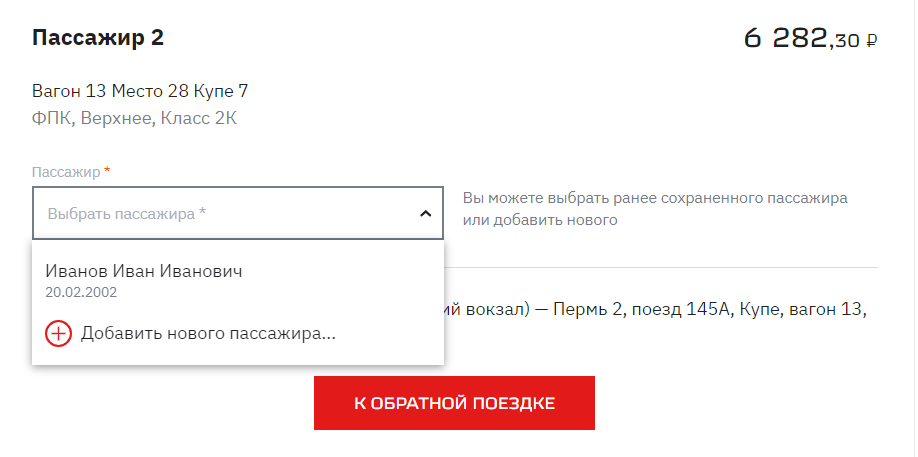 Пассажир 2
6 282,30 ₽
Вагон 13 Место 28 Купе 7
ФПК, Верхнее, Класс 2К
Пассажир *
Выбрать пассажира *
Вы можете выбрать ранее сохраненного пассажира
или добавить нового
Иванов Иван Иванович
20.02.2002
Добавить нового пассажира...
ий вокзал) — Пермь 2, поезд 145А, Купе, вагон 13,
К ОБРАТНОЙ ПОЕЗДКЕ